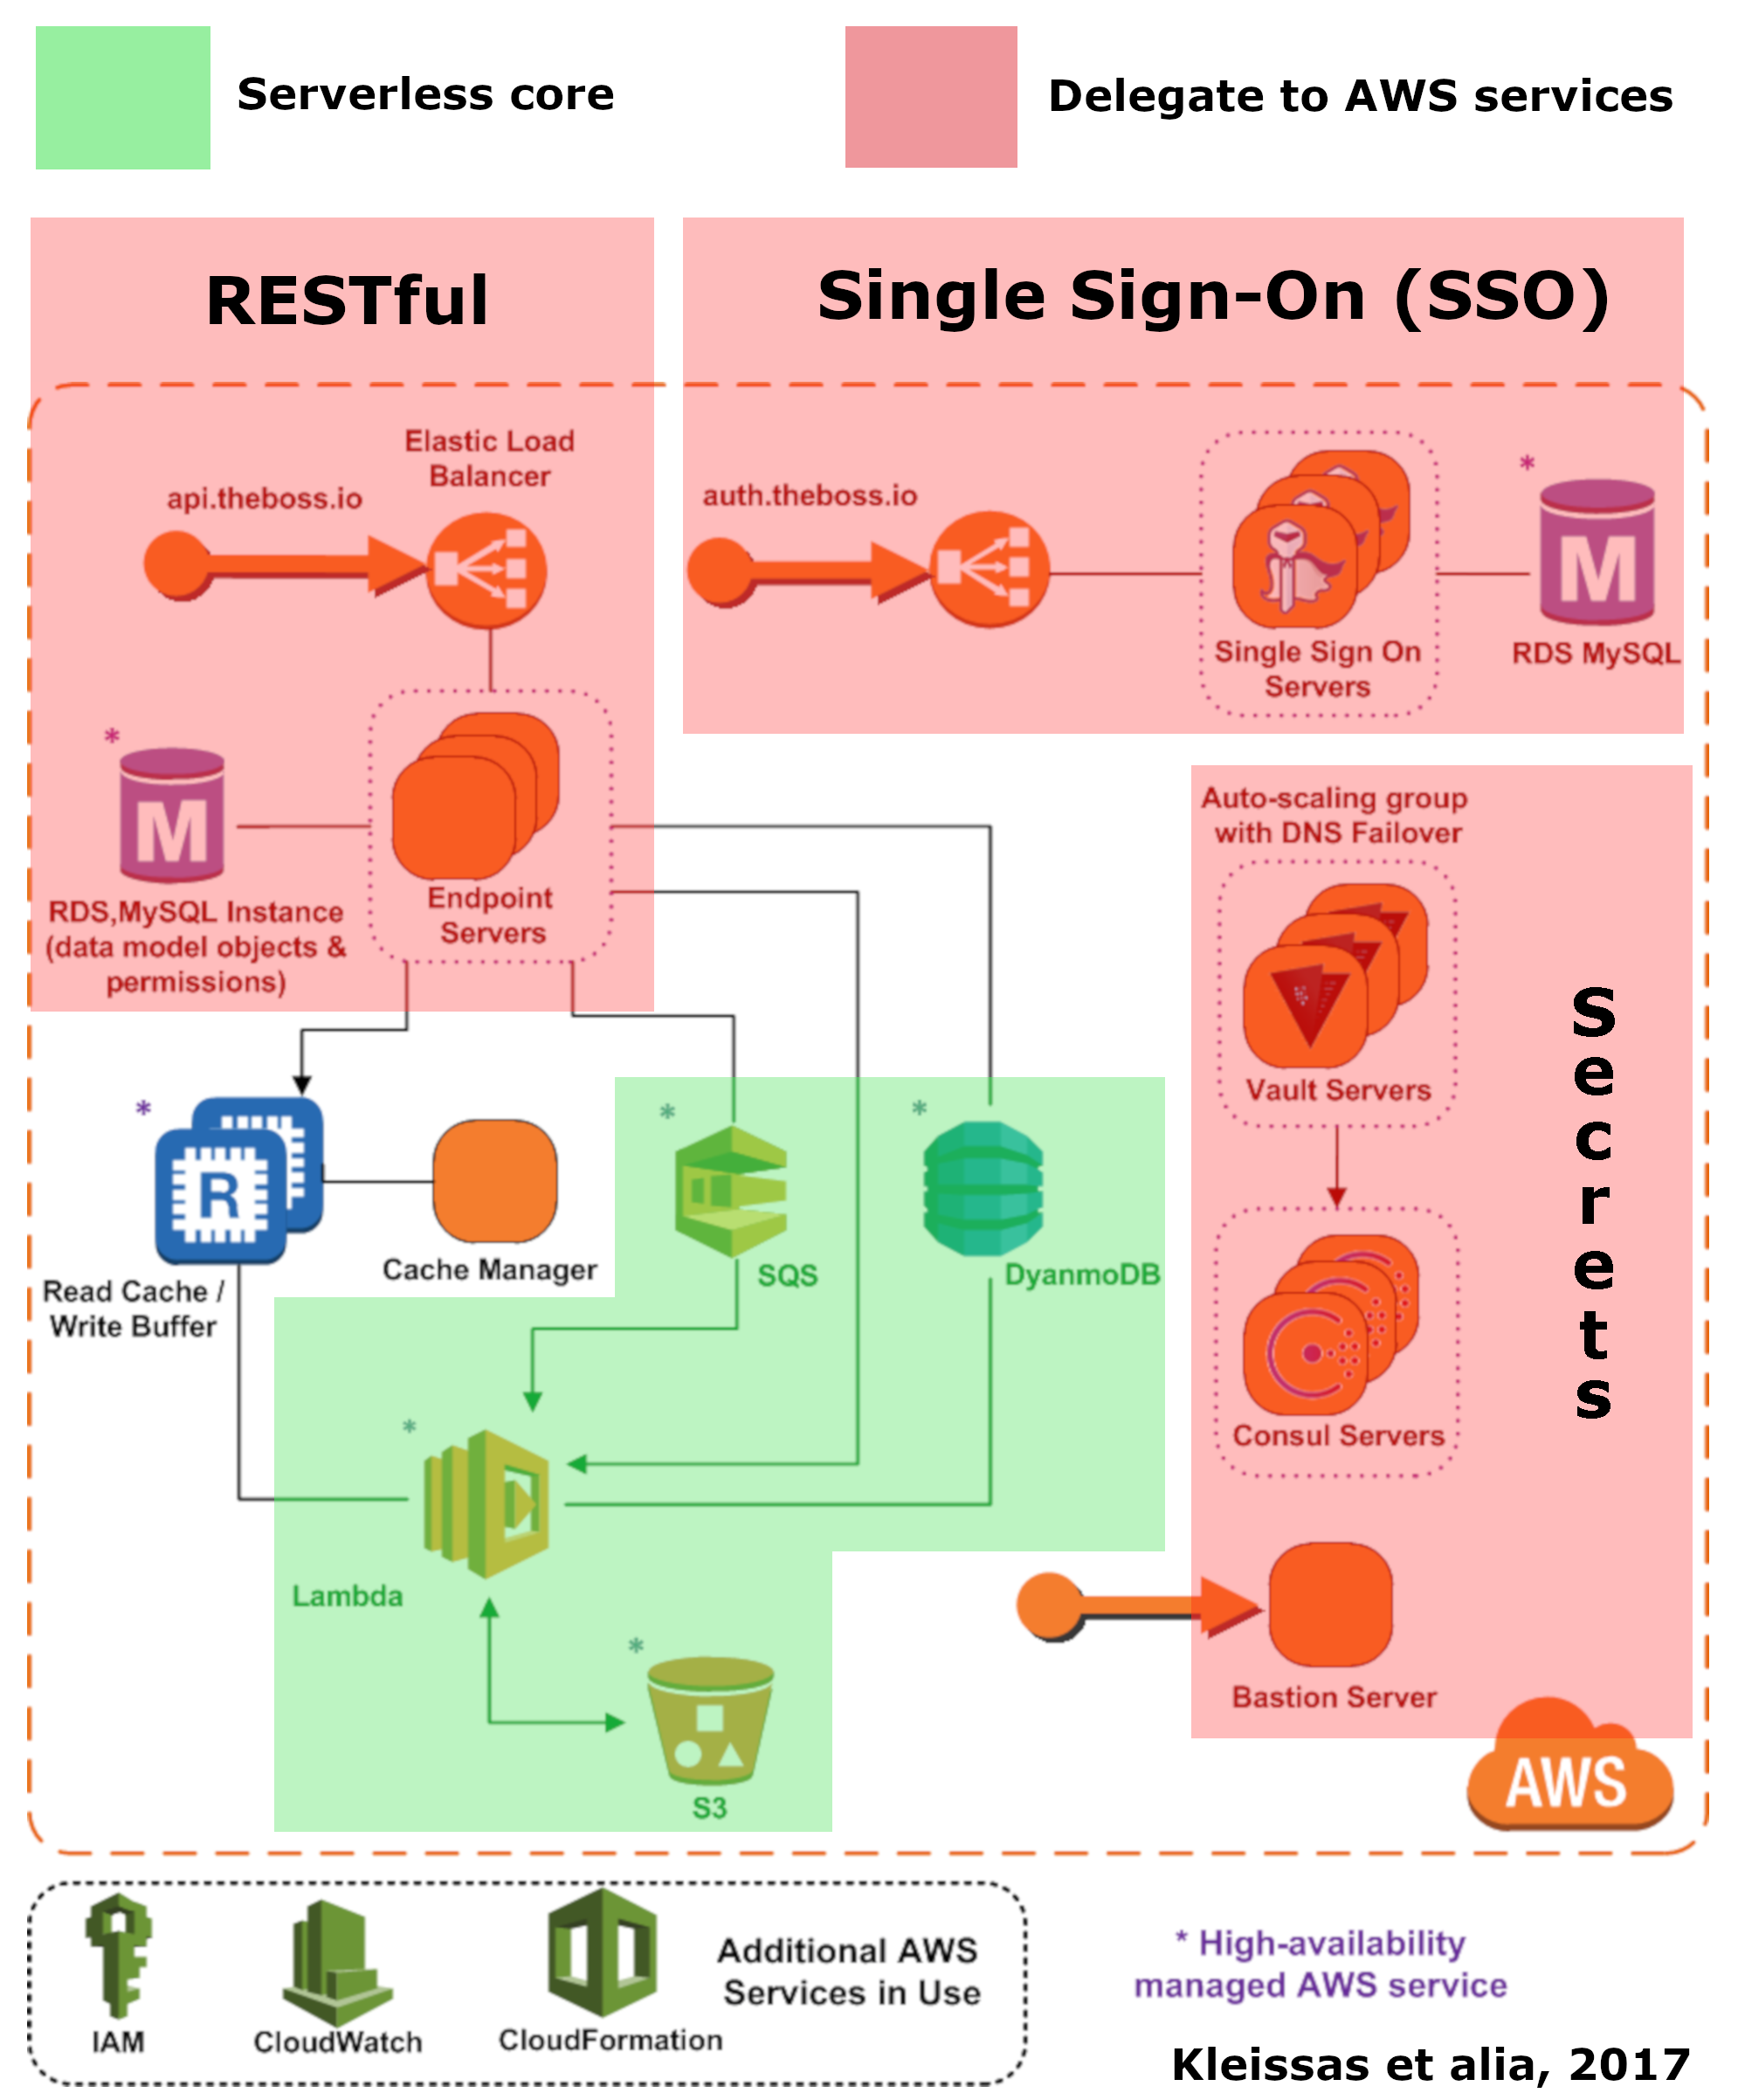 Serverless core
Delegate to AWS services
RESTful
Single Sign-On (SSO)
Elastic Load
Balancer
api.theboss.io
auth.theboss.io
*
M
Single Sign On
Servers
RDS MySQL
*
M
Endpoint
Servers
RDS,MySQL Instance
(data model objects &
permissions)
Auto-scaling group
with DNS Failover
Vault Servers
Secrets
*
R
Read Cache /
Write Buffer
Cache Manager
*
SQS
*
DyanmoDB
Consul Servers
*
Lambda
*
S3
Bastion Server
AWS
IAM
CloudWatch
CloudFormation
Additional AWS
Services in Use
* High-availability
managed AWS service
Kleissas et alia, 2017